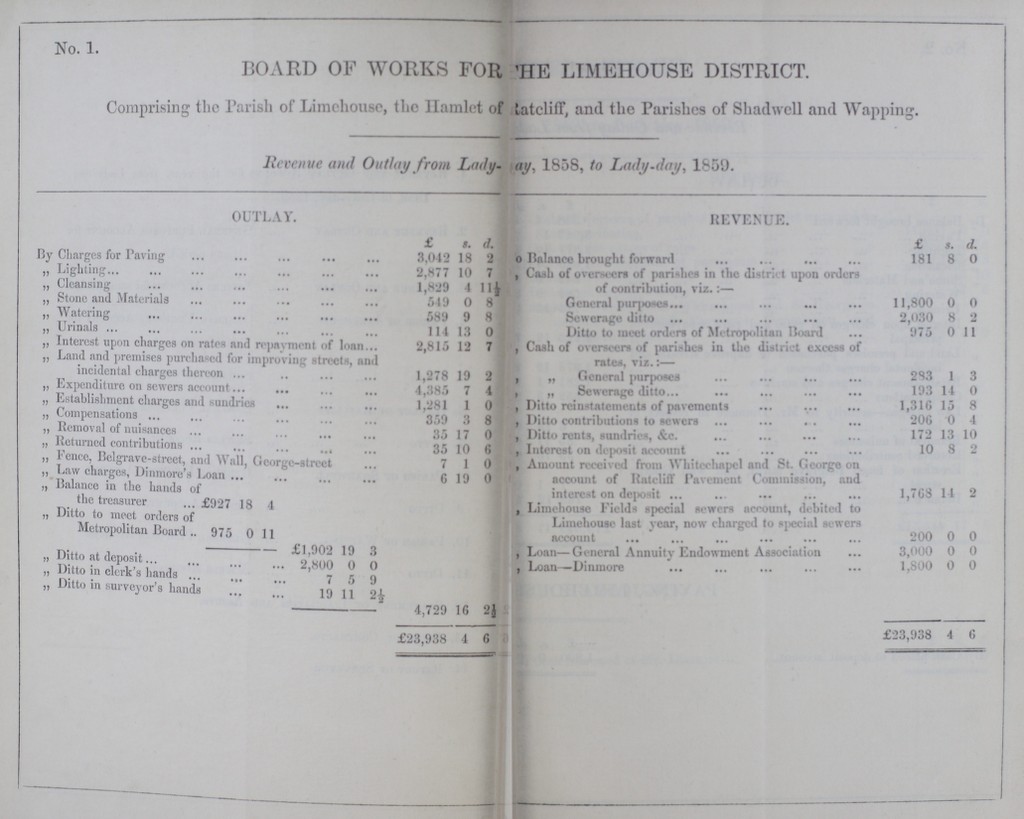 No. 1.
BOARD OF WORKS FOR THE LIMEHOUSE DISTRICT.
Comprising the Parish of Limehouse, the Hamlet of Ratcliff, and the Parishes of Shadwell and Wapping.
Revenue and Outlay from Lady-day, 1858, to Lady-day, 1859.
OUTLAY.
£ s. d.
By Charges for Paving ... ... ... ... ... 3,042 18 2
„ Lighting... ... ... ... ... ... ... 2,877 10 7
„ Cleansing ... ... ... ... ... ... 1,829 4 11½
„ Stone and Materials ... ... ... ... ... 549 0 8
„ Watering ... ... ... ... ... ... 589 9 8
„ Urinals ... ... ... ... ... ... ... 114 13 0
„ Interest upon charges on rates and repayment of loan... 2,815 12 7
„ Land and premises purchased for improving streets, and
incidental charges thereon ... ... ... ... 1,278 19 2
„ Expenditure on sewers account... ... ... ... 4,385 7 4
„ Establishment charges and sundries ... ... ... 1,281 1 0
„ Compensations ... ... ... ... ... ... 359 3 8
„ Removal of nuisances ... ... ... ... ... 35 17 0
„ Returned contributions ... ... ... ... ... 35 10 6
„ Fence, Belgrave-street, and Wall, George-street ... 7 1 0
„ Law charges, Dinmore's Loan ... ... ... ... 6 19 0
„ Balance in the hands of
the treasurer ... £927 18 4
„ Ditto to meet orders of
Metropolitan Board .. 975 0 11
£1,902 19 3
„ Ditto at deposit... ... ... ... 2,800 0 0
„ Ditto in clerk's hands ... ... ... 7 5 9
„ Ditto in surveyor's hands ... ... 19 11 2½
4,729 16 2½
£23,938 4 6
REVENUE.
£ s. d.
o Balance brought forward ... ... ... ... 181 8 0
, Cash of overseers of parishes in the district upon orders
of contribution, viz. :—
General purposes... ... ... ... ... 11,800 0 0
Sewerage ditto ... ... ... ... ... 2,030 8 2
Ditto to meet orders of Metropolitan Board ... 975 0 11
, Cash of overseers of parishes in the district excess of
rates, viz. :—
, „ General purposes ... ... ... ... 283 1 3
, „ Sewerage ditto... ... ... ... ... 193 14 0
, Ditto reinstatements of pavements ... ... ... 1,316 15 8
, Ditto contributions to sewers ... ... ... ... 206 0 4
, Ditto rents, sundries, &c. ... ... ... ... 172 13 10
, Interest on deposit account ... ... ... ... 10 8 2
, Amount received from Whitechapel and St. George on
account of Ratcliff Pavement Commission, and
interest on deposit ... ... ... ... ... 1,768 14 2
, Limehouse Fields special sewers account, debited to
Limehouse last year, now charged to special sewers
account ... ... ... ... ... ... 200 0 0
, Loan—General Annuity Endowment Association ... 3,000 0 0
, Loan—Dinmore ... ... ... ... ... 1,800 0 0
£23,938 4 6